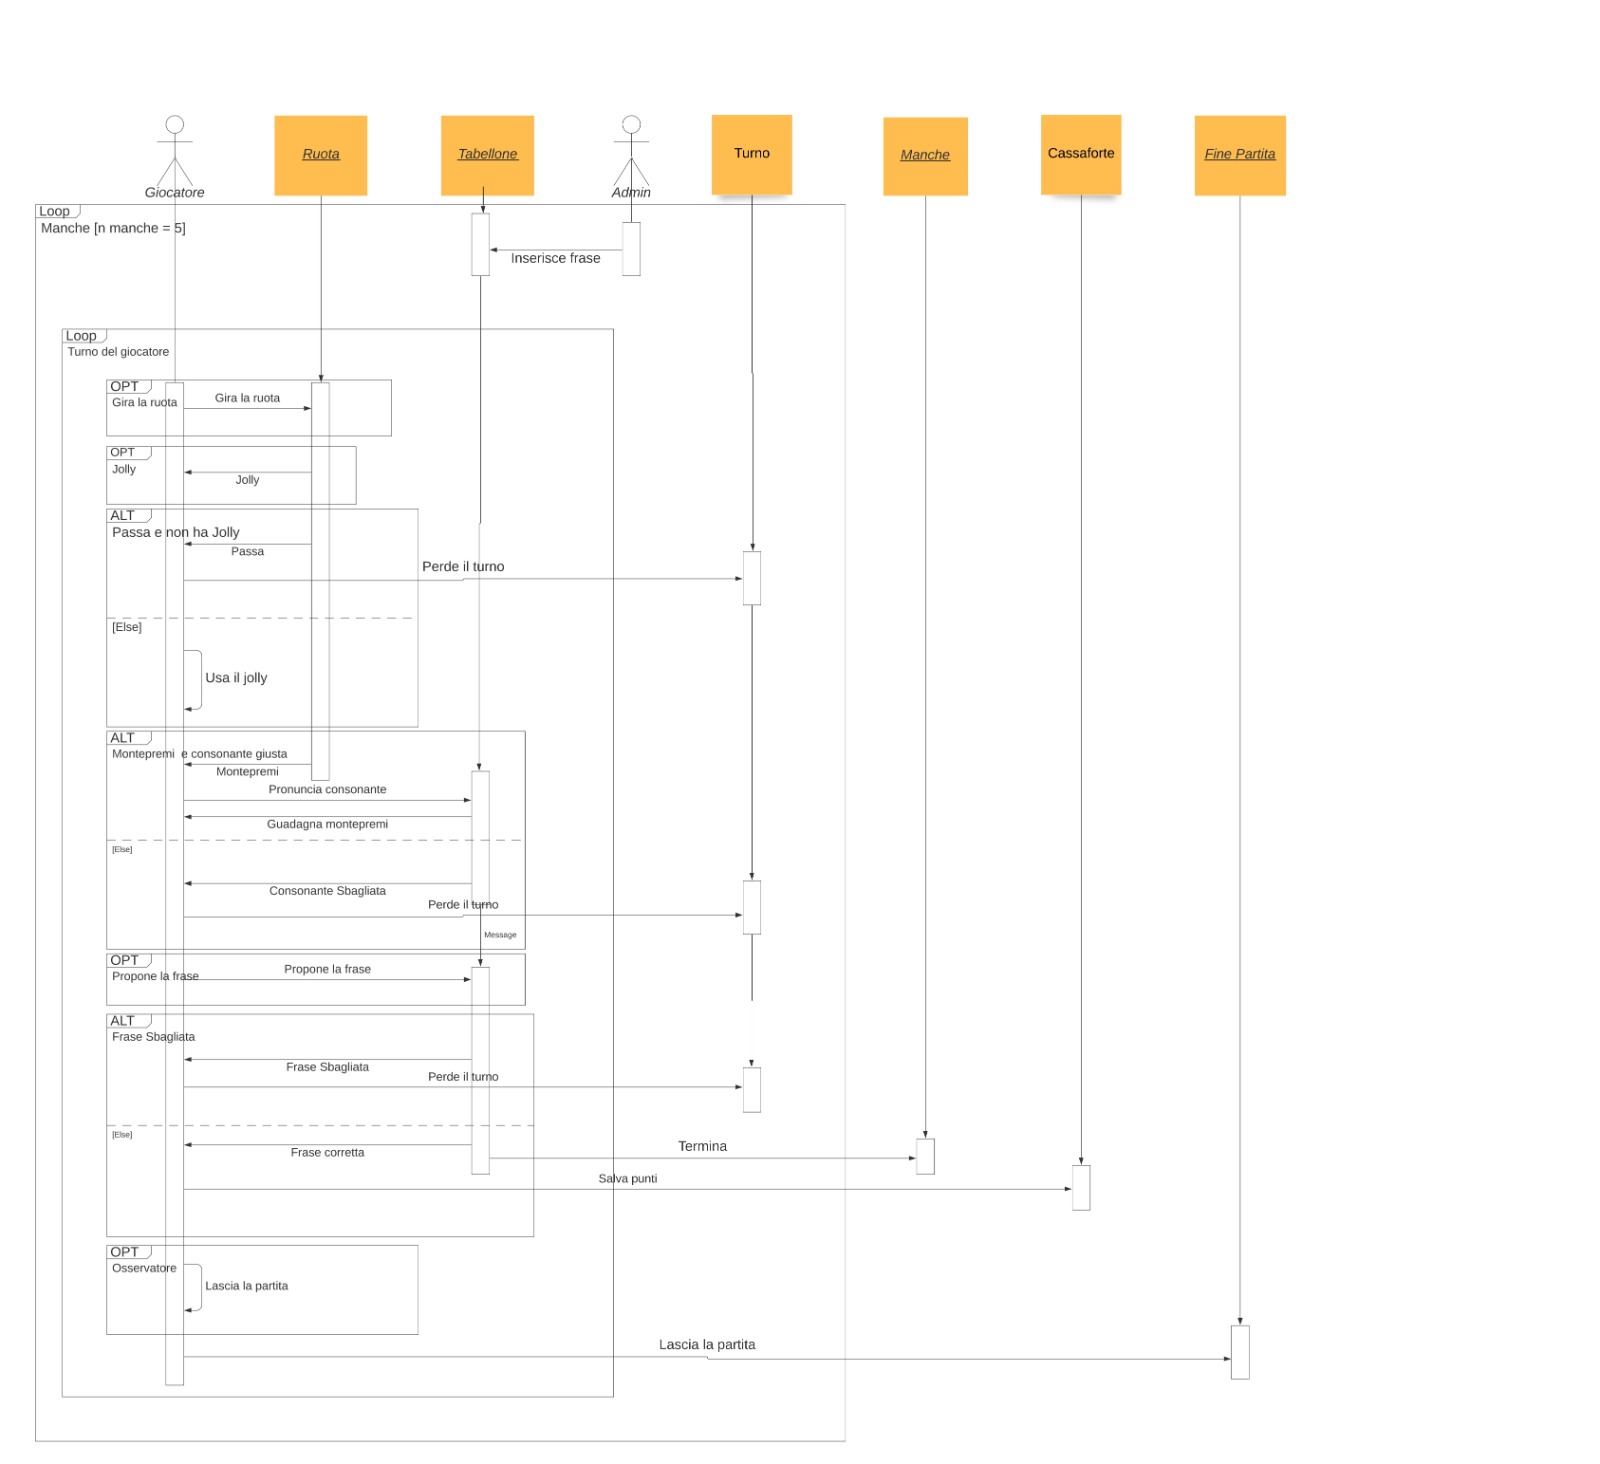 Giocatore
Ruota
Tabellone
Admin
Turno
Manche
Cassaforte
Fine Partita
Loop
Manche [n manche = 5]
Inserisce frase
Loop
Turno del giocatore
OPT
Gira la ruota
Gira la ruota
OPT
Jolly
Jolly
ALT
Passa e non ha Jolly
Passa
Perde il turno
[Else]
Usa il jolly
ALT
Montepremi e consonante giusta
Montepremi
Pronuncia consonante
Guadagna montepremi
[Else]
Consonante Sbagliata
Perde il turno
Message
OPT
Propone la frase
Propone la frase
ALT
Frase Sbagliata
Frase Sbagliata
Perde il turno
[Else]
Frase corretta
Termina
Salva punti
OPT
Osservatore
Lascia la partita
Lascia la partita